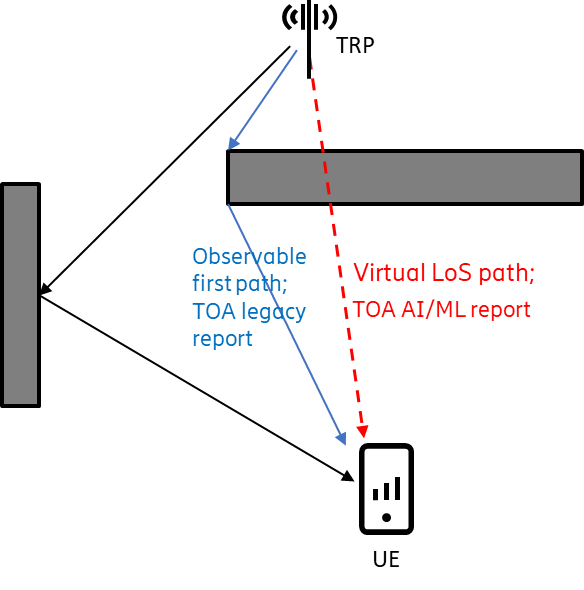 TRP
Observable
first path;
TOA legacy
report
Virtual LoS path;
TOA AI/ML report
UE